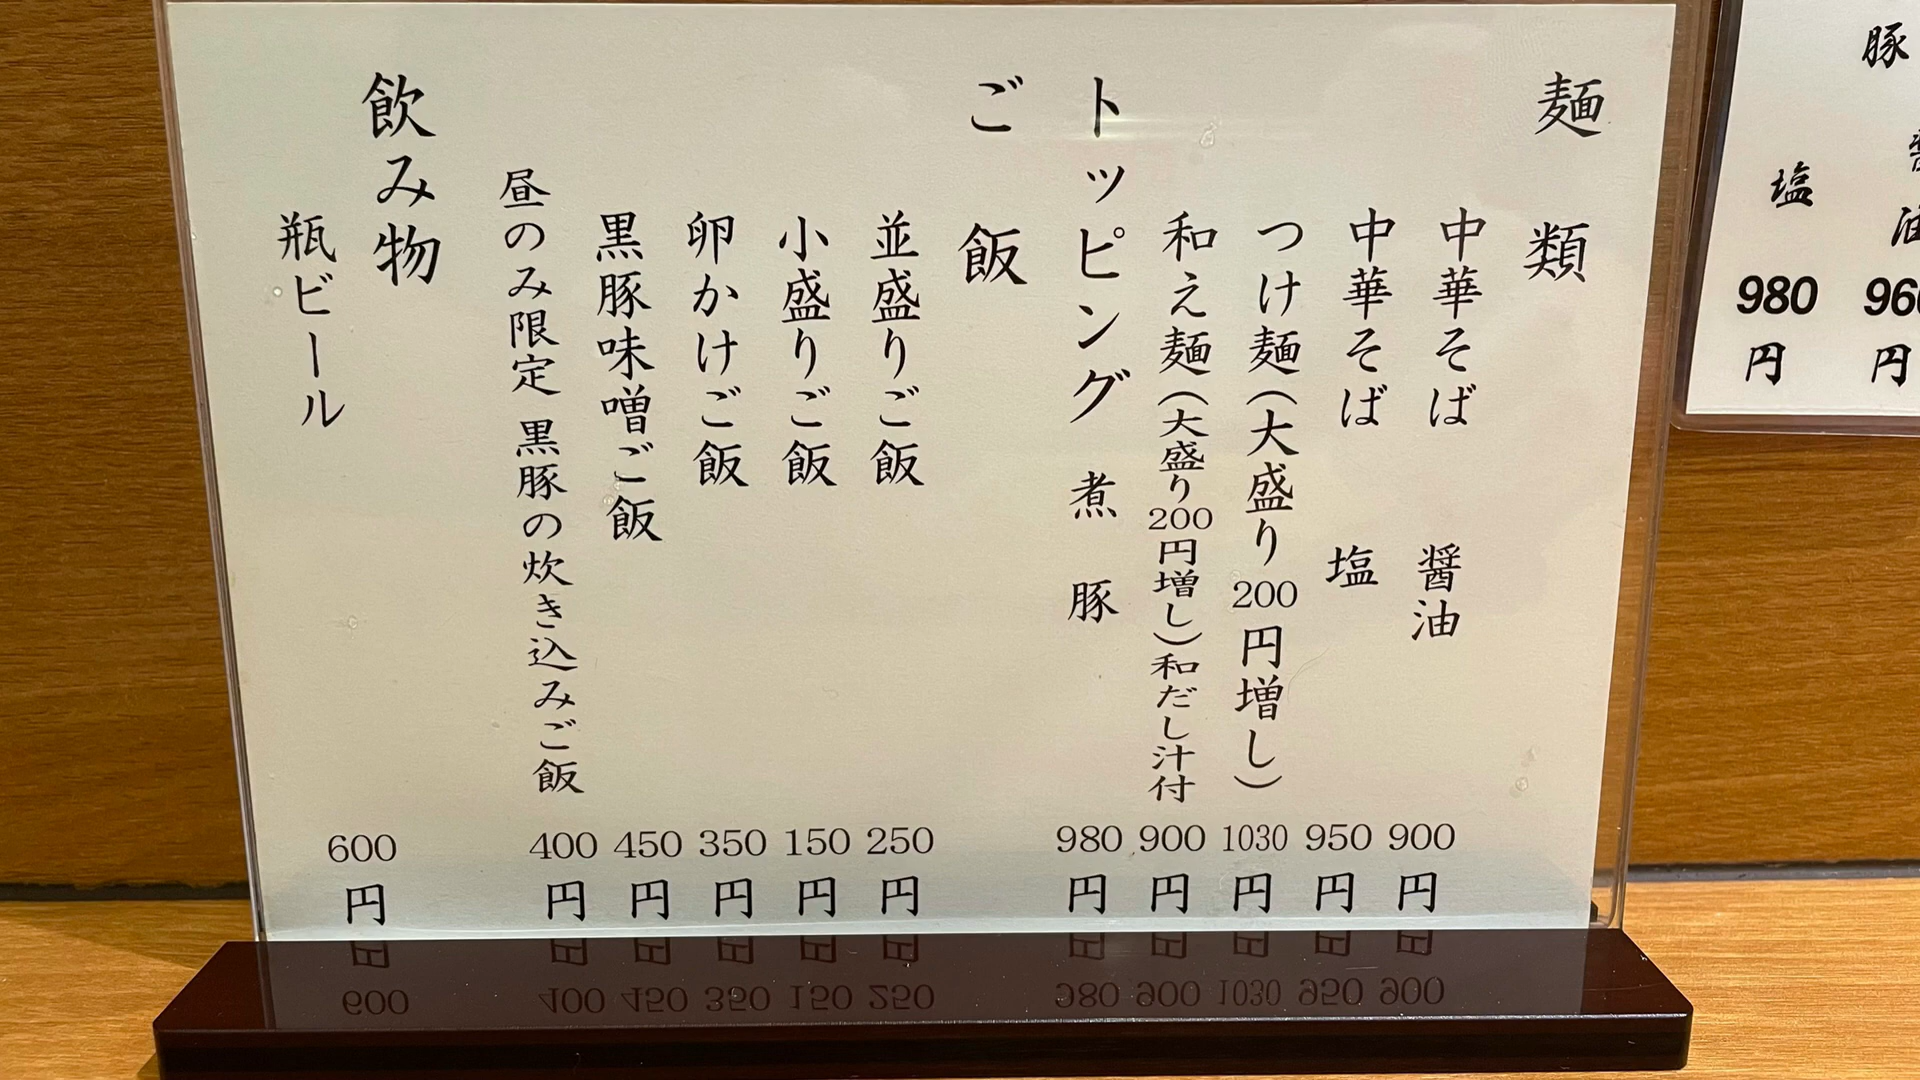 麺類
中華そば 醤油 900円
中華そば 塩 950円
つけ麺(大盛り200円増し) 1030円
和え麺(大盛り200円増し)和だし汁付 900円
トッピング 煮豚 980円
ご飯
並盛りご飯 250円
小盛りご飯 150円
卵かけご飯 350円
黒豚味噌ご飯 450円
昼のみ限定 黒豚の炊き込みご飯 400円
飲み物
瓶ビール 600円
豚
油
円
塩 980円